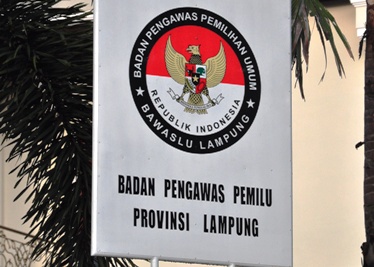 BADAN PENGAWAS PEMILIHAN UMUM
REPUBLIK INDONESIA
BAWASLU LAMPUNG
BADAN PENGAWAS PEMILU
PROVINSI LAMPUNG